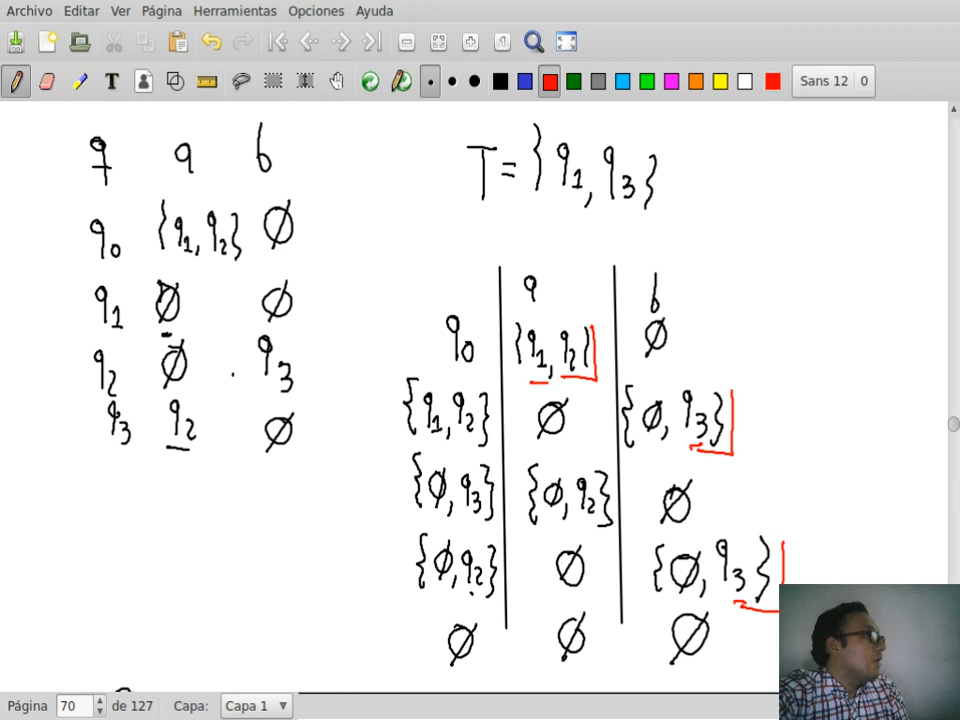 Archivo Editar Ver Página Herramientas Opciones Ayuda
Sans 12 0
q a b
q0 {q1, q2} ∅
q1 ∅ ∅
q2 ∅ . q3
q3 q2 ∅
T = {q1, q3}
a b
q0 {q1, q2} ∅
{q1, q2} ∅ {∅, q3}
{∅, q3} {∅, q2} ∅
{∅, q2} ∅ {∅, q3}
∅ ∅ ∅
Página 70 de 127 Capa: Capa 1